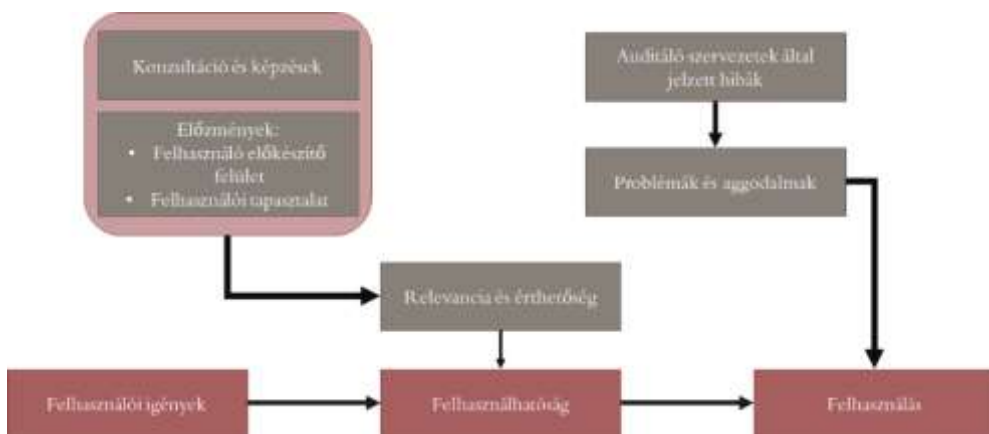 Konzultáció és képzések
Előzmények:
• Felhasználó előkészítő
felület
• Felhasználói tapasztalat
Auditáló szervezetek által
jelzett hibák
Problémák és aggodalmak
Relevancia és érthetőség
Felhasználói igények
Felhasználhatóság
Felhasználás